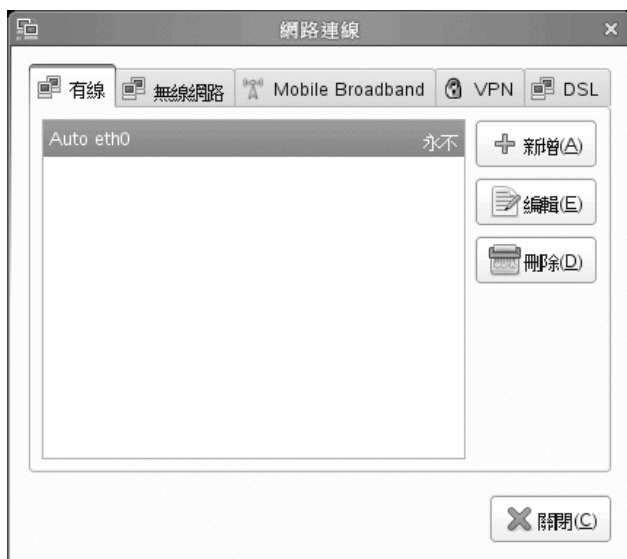 網路連線
有線 無線網路 Mobile Broadband VPN DSL
Auto eth0 永不
新增(A)
編輯(E)
刪除(D)
關閉(C)